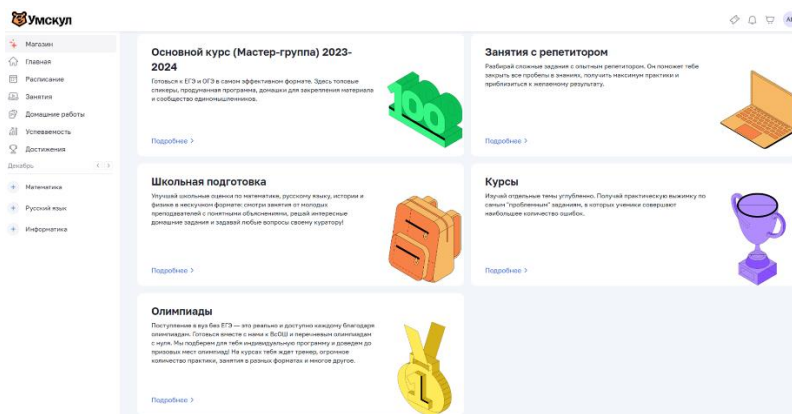 Умскул
Магазин
Главная
Расписание
Занятия
Домашние работы
Успеваемость
Достижения
Декабрь
Математика
Русский язык
Информатика
Основной курс (Мастер-группа) 2023-
2024
Готовься к ЕГЭ и ОГЭ в самом эффективном формате. Здесь топовые
спикеры, продуманная программа, домашки для закрепления материала
и сообщество единомышленников.
Подробнее >
100
Занятия с репетитором
Разбирай сложные задания с опытным репетитором. Он поможет тебе
закрыть все пробелы в знаниях, получить максимум практики и
приблизиться к желаемому результату.
Подробнее >
Школьная подготовка
Улучшай школьные оценки по математике, русскому языку, истории и
физике в нескучном формате: смотри занятия от молодых
преподавателей с понятными объяснениями, решай интересные
домашние задания и задавай любые вопросы своему куратору!
Подробнее >
Курсы
Изучай отдельные темы углубленно. Получай практическую выжимку по
самым "проблемным" заданиям, в которых ученики совершают
наибольшее количество ошибок.
Подробнее >
Олимпиады
Поступление в вуз без ЕГЭ — это реально и доступно каждому благодаря
олимпиадам. Готовься вместе с нами к ВсОШ и перечневым олимпиадам
с нуля. Мы подберем для тебя индивидуальную программу и доведем до
призовых мест олимпиад! На курсах тебя ждет тренер, огромное
количество практики, занятия в разных форматах и многое другое.
Подробнее >
1